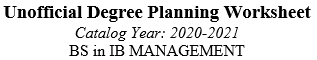 Unofficial Degree Planning Worksheet
Catalog Year: 2020-2021
BS in IB MANAGEMENT